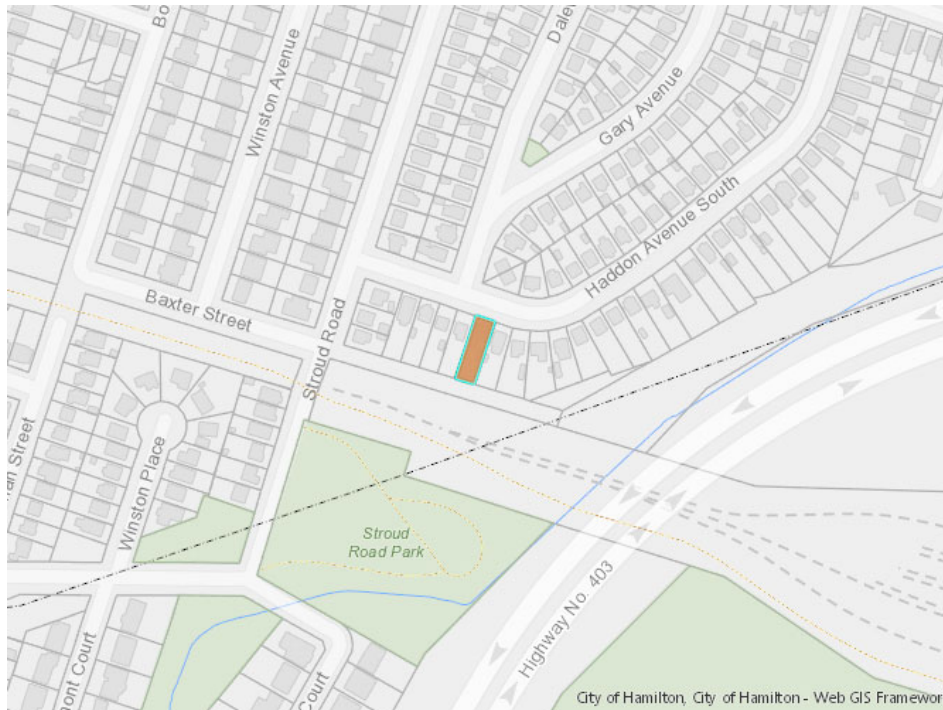 Winston Avenue
Gary Avenue
Haddon Avenue South
Baxter Street
Stroud Road
Winston Place
Stroud
Road Park
Highway No. 403
Court
City of Hamilton, City of Hamilton - Web GIS Framewor